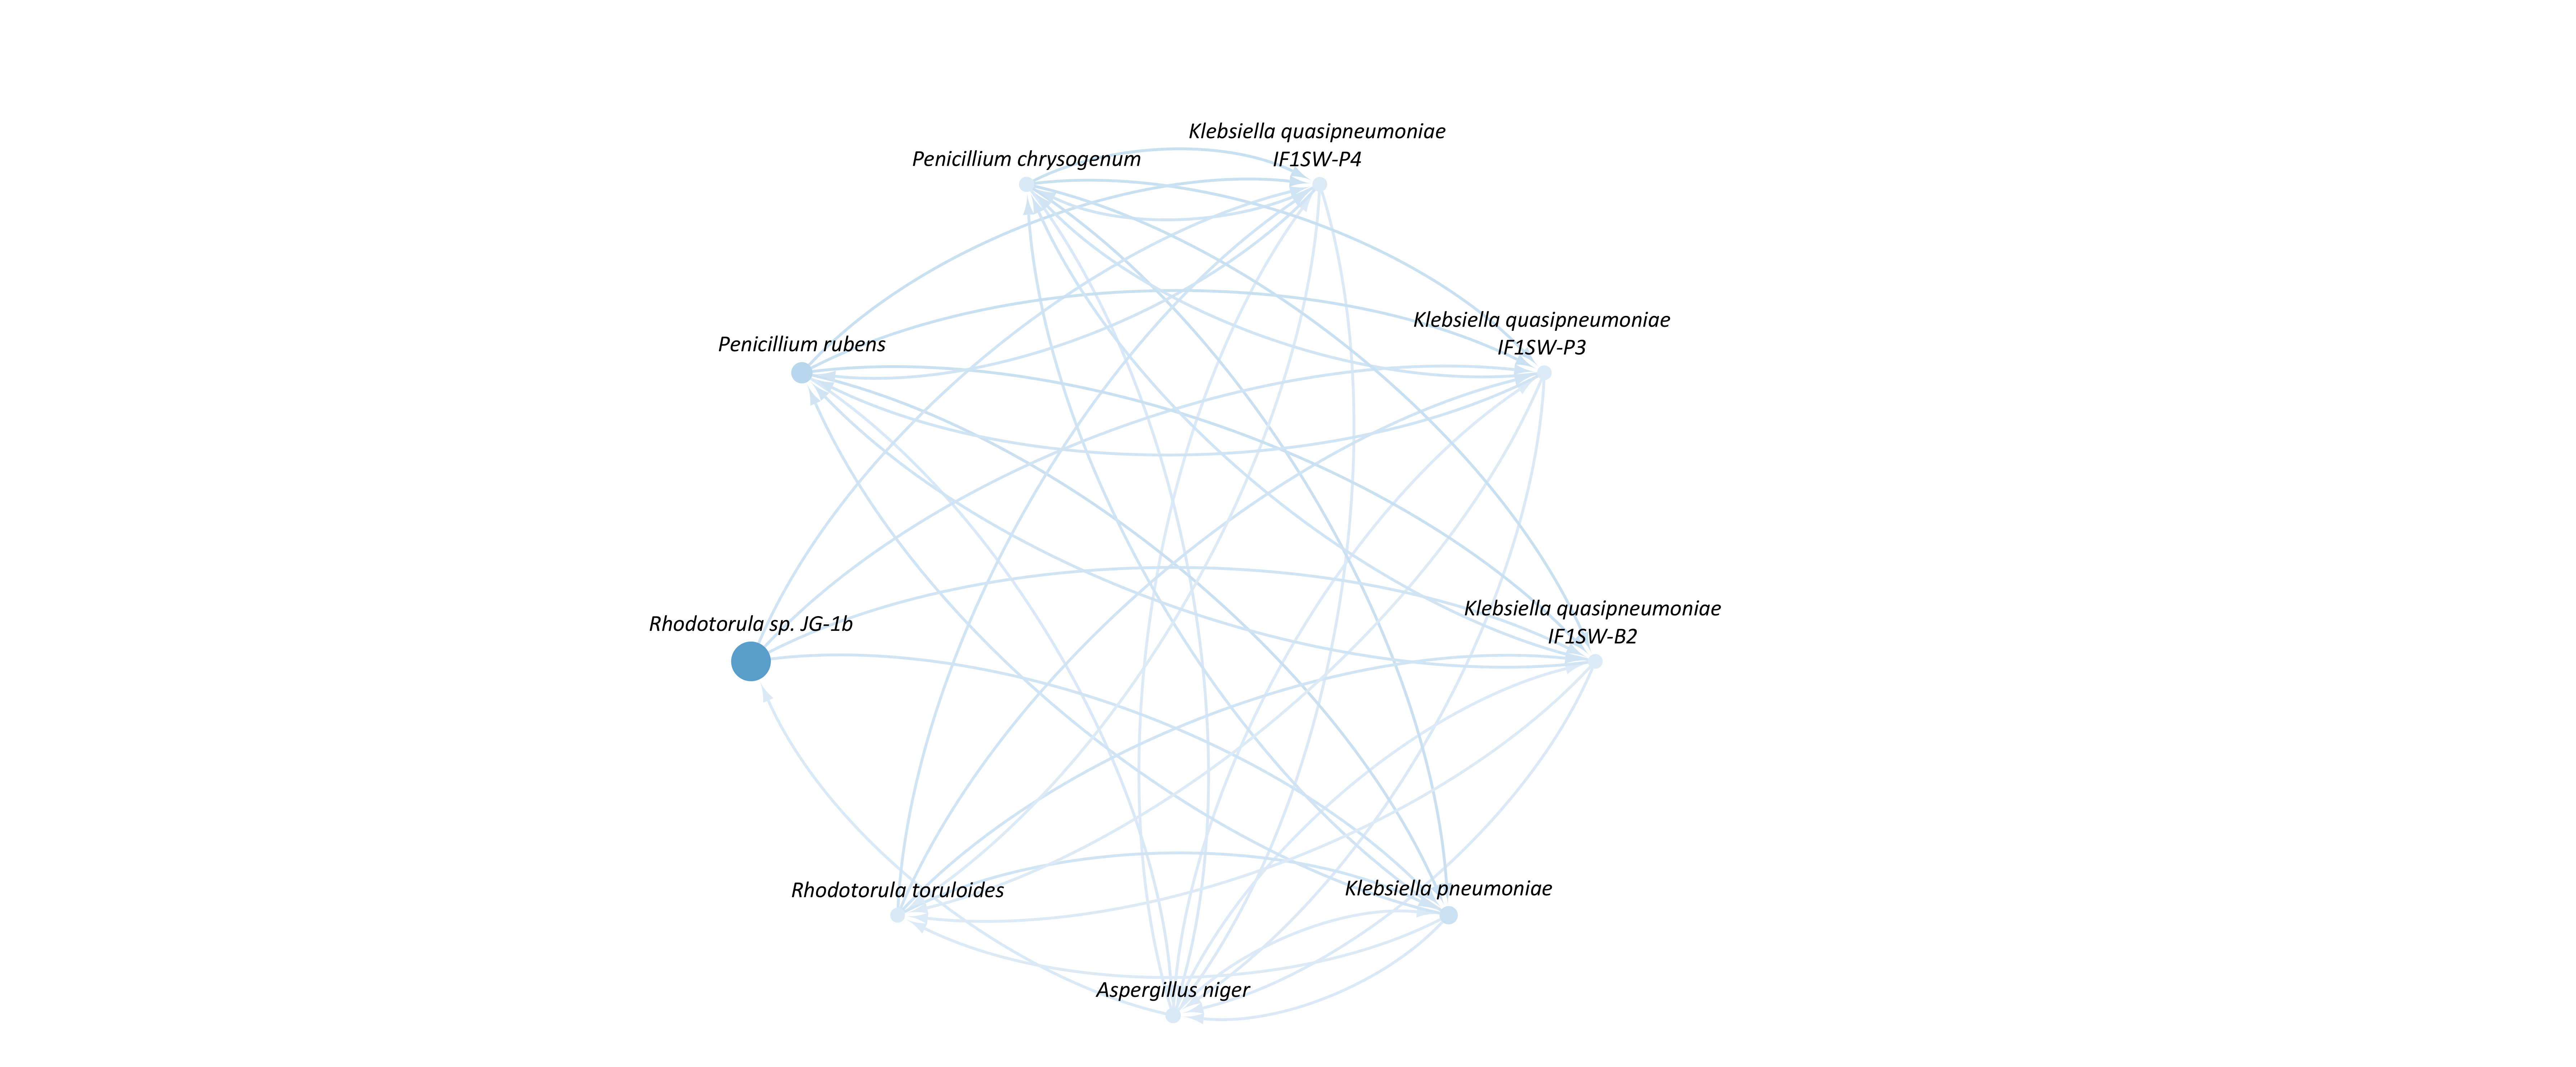 Klebsiella quasipneumoniae
IF1SW-P4
Penicillium chrysogenum
Klebsiella quasipneumoniae
IF1SW-P3
Penicillium rubens
Klebsiella quasipneumoniae
IF1SW-B2
Rhodotorula sp. JG-1b
Klebsiella pneumoniae
Rhodotorula toruloides
Aspergillus niger